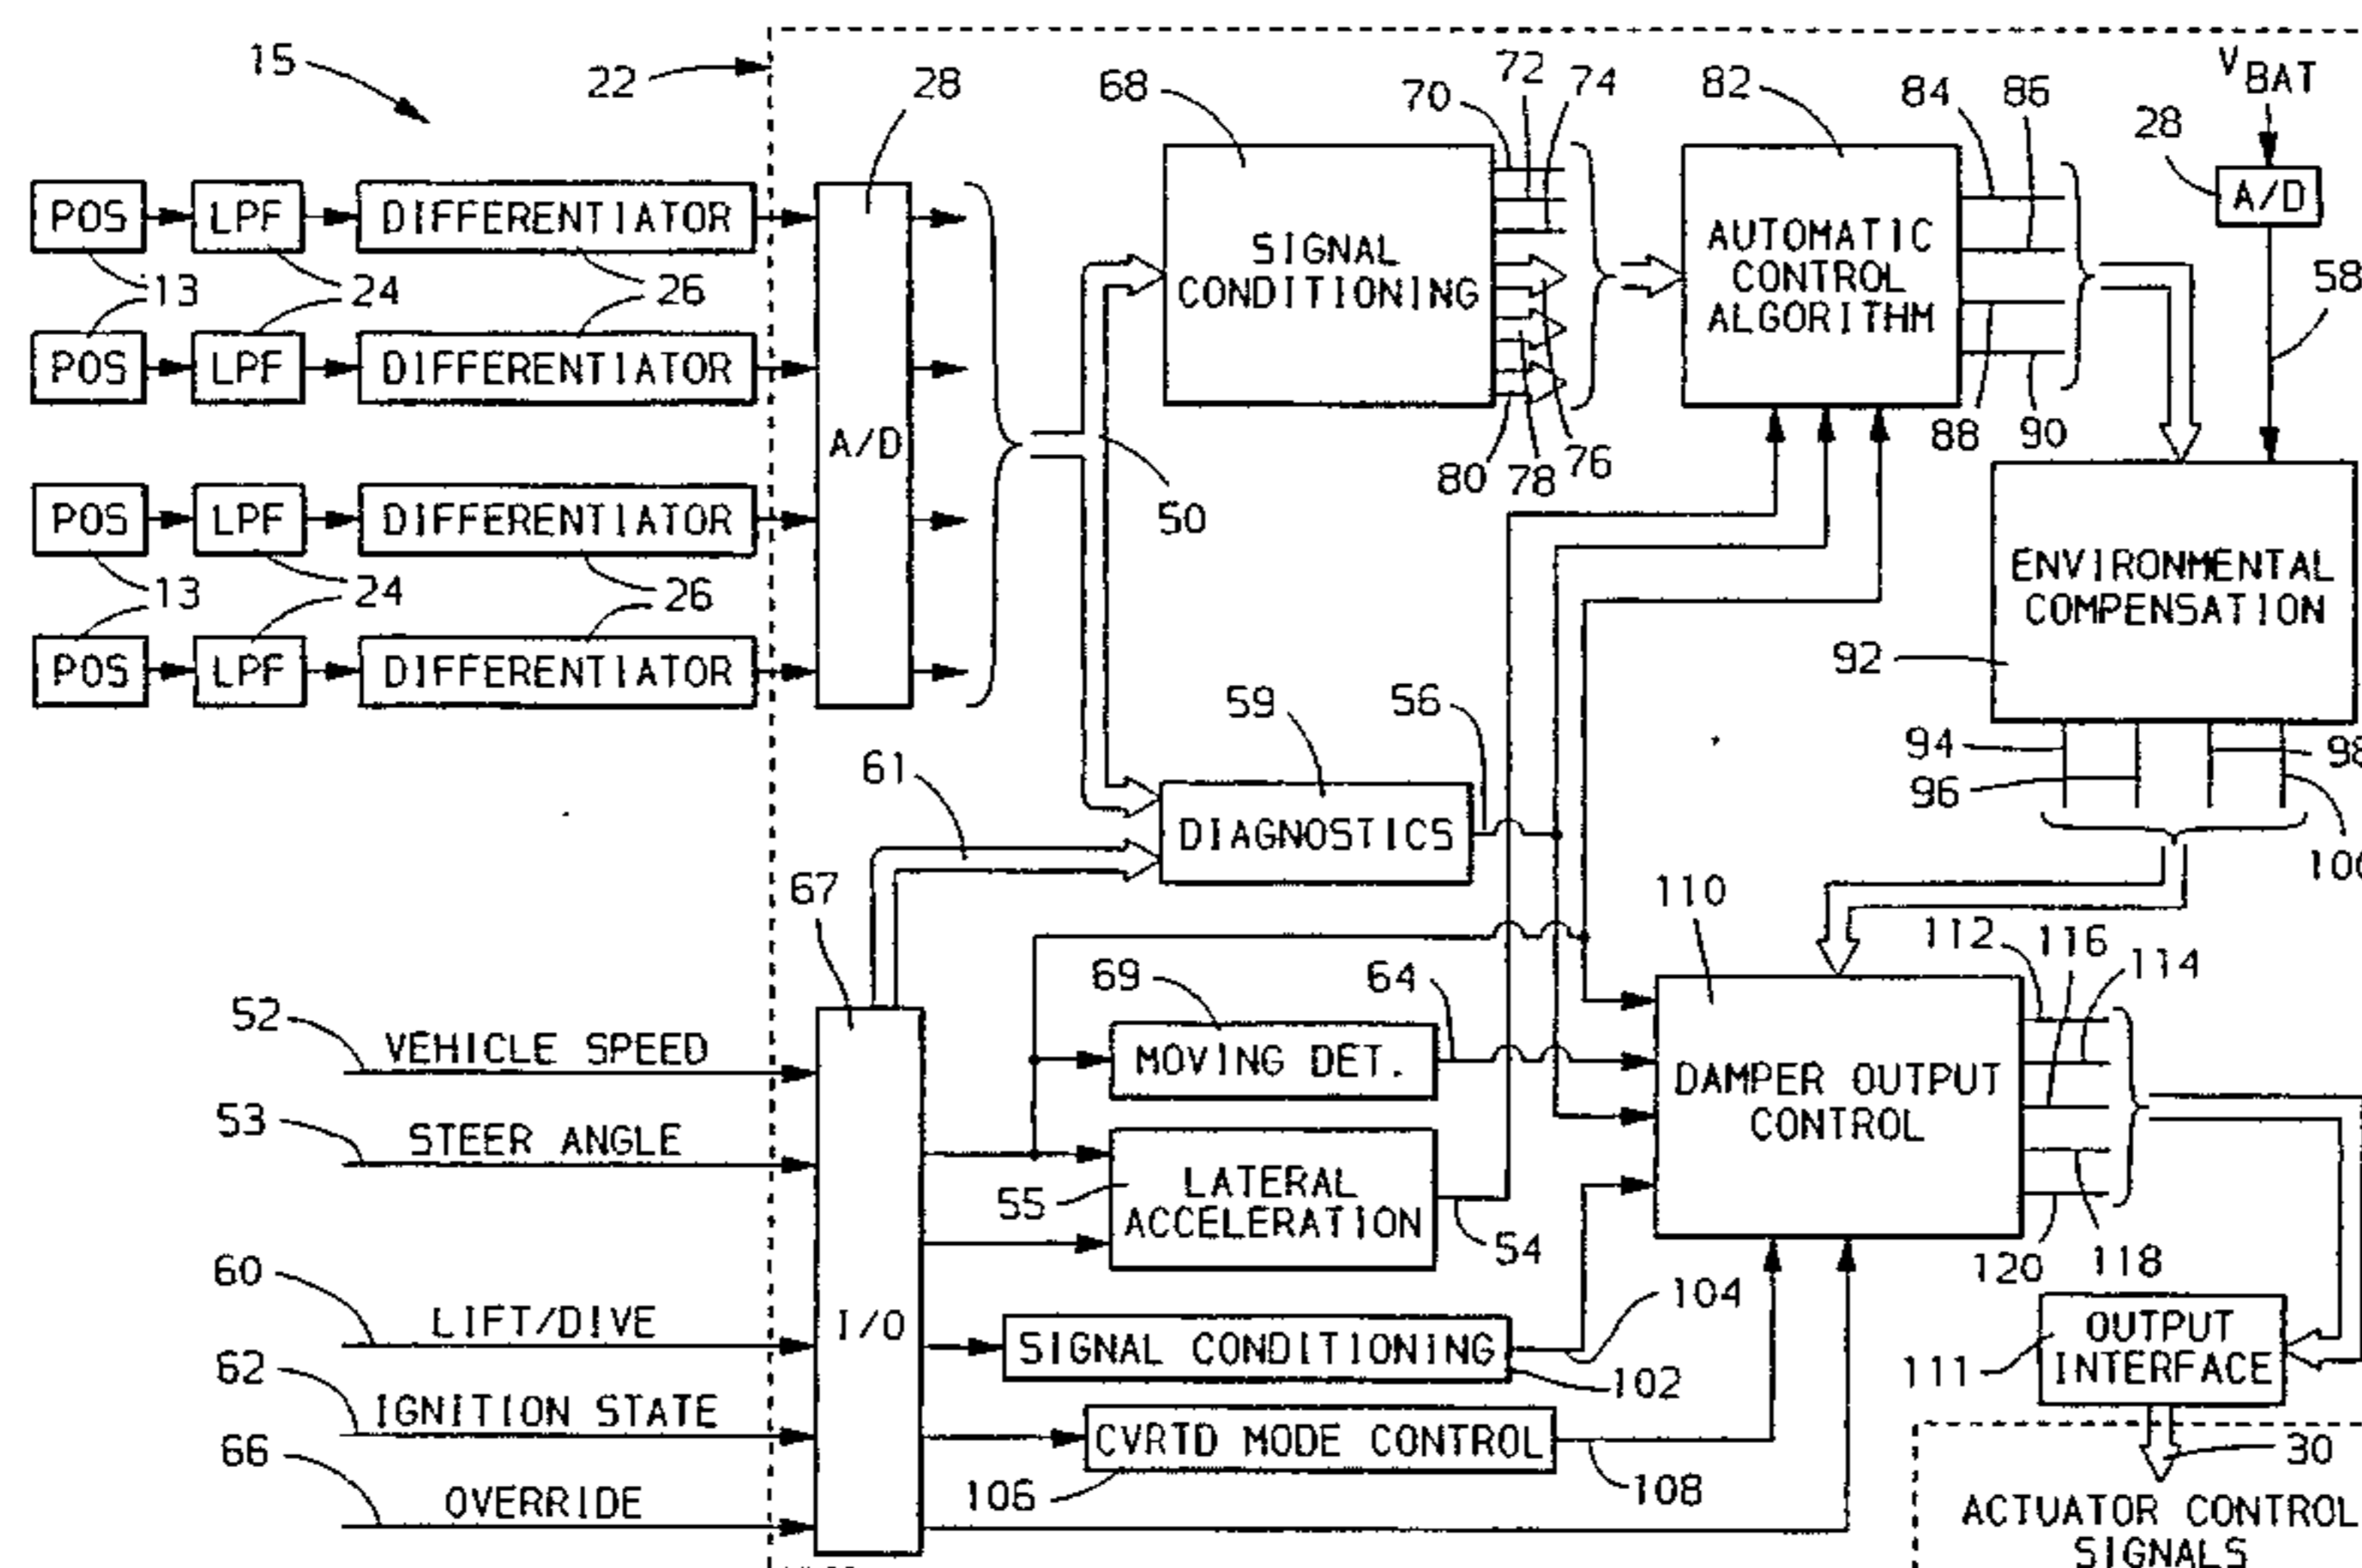 15
22
28
68
70
72
74
82
84
86
VBAT
28
A/D
POS
LPF
DIFFERENTIATOR
13
24
26
POS
LPF
DIFFERENTIATOR
POS
LPF
DIFFERENTIATOR
13
24
26
POS
LPF
DIFFERENTIATOR
A/D
50
SIGNAL
CONDITIONING
80
78
76
AUTOMATIC
CONTROL
ALGORITHM
88
90
58
ENVIRONMENTAL
COMPENSATION
92
94
96
98
59
56
61
DIAGNOSTICS
67
110
112
116
114
69
64
52
VEHICLE SPEED
MOVING DET.
DAMPER OUTPUT
CONTROL
53
STEER ANGLE
55
LATERAL
ACCELERATION
54
120
118
60
LIFT/DIVE
I/O
SIGNAL CONDITIONING
104
102
OUTPUT
INTERFACE
111
62
IGNITION STATE
CVRTD MODE CONTROL
106
108
30
66
OVERRIDE
ACTUATOR CONTROL
SIGNALS